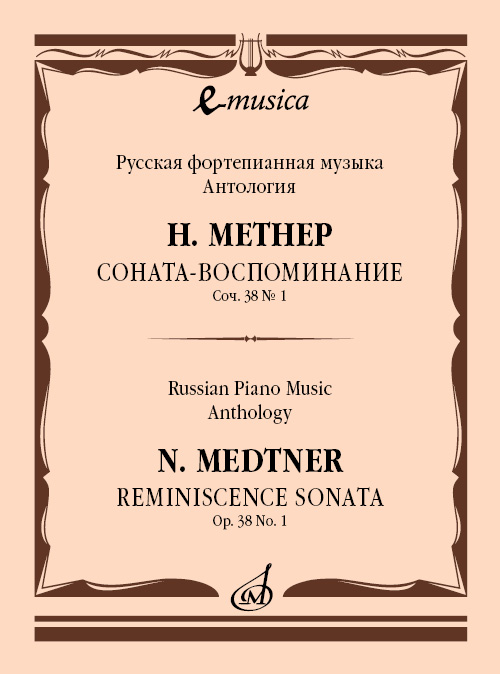 e-musica
Русская фортепианная музыка
Антология
Н. МЕТНЕР
СОНАТА-ВОСПОМИНАНИЕ
Соч. 38 № 1
Russian Piano Music
Anthology
N. MEDTNER
REMINISCENCE SONATA
Op. 38 No. 1